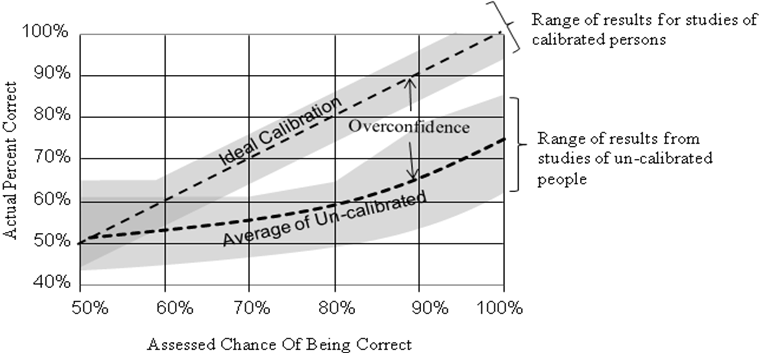 100%
90%
80%
70%
60%
50%
40%
Actual Percent Correct
Ideal Calibration
Overconfidence
Average of Un-calibrated
50%
60%
70%
80%
90%
100%
Assessed Chance Of Being Correct
Range of results for studies of
calibrated persons
Range of results from
studies of un-calibrated
people